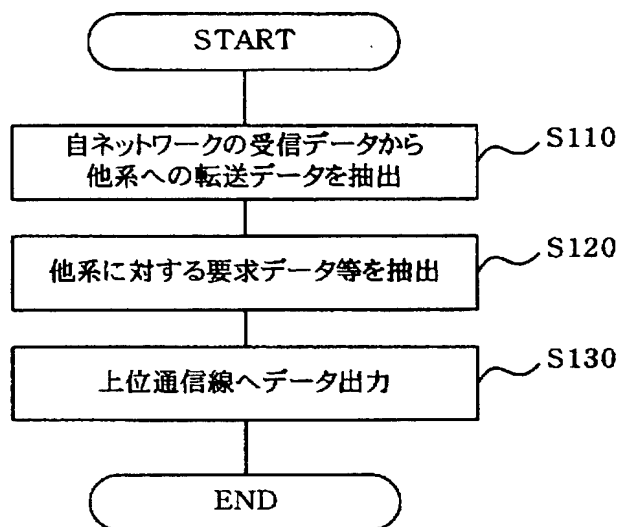 START
自ネットワークの受信データから
他系への転送データを抽出
S110
他系に対する要求データ等を抽出
S120
上位通信線へデータ出力
S130
END